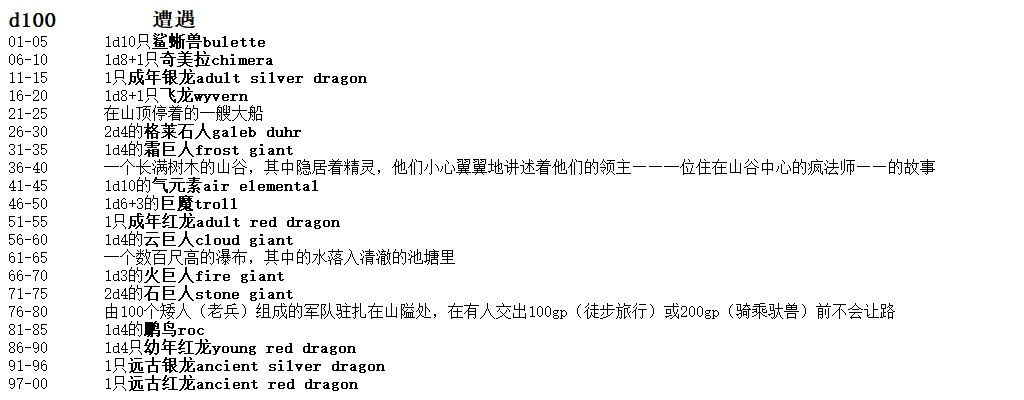 d100 遭遇
01-05 1d10只鲨蜥兽bulette
06-10 1d8+1只奇美拉chimera
11-15 1只成年银龙adult silver dragon
16-20 1d8+1只飞龙wyvern
21-25 在山顶停着的一艘大船
26-30 2d4的格莱石人galeb duhr
31-35 1d4的霜巨人frost giant
36-40 一个长满树木的山谷，其中隐居着精灵，他们小心翼翼地讲述着他们的领主——一位住在山谷中心的疯法师——的故事
41-45 1d10的气元素air elemental
46-50 1d6+3的巨魔troll
51-55 1只成年红龙adult red dragon
56-60 1d4的云巨人cloud giant
61-65 一个数百尺高的瀑布，其中的水落入清澈的池塘里
66-70 1d3的火巨人fire giant
71-75 2d4的石巨人stone giant
76-80 由100个矮人（老兵）组成的军队驻扎在山隘处，在有人交出100gp（徒步旅行）或200gp（骑乘驮兽）前不会让路
81-85 1d4的鹏鸟roc
86-90 1d4只幼年红龙young red dragon
91-96 1只远古银龙ancient silver dragon
97-00 1只远古红龙ancient red dragon